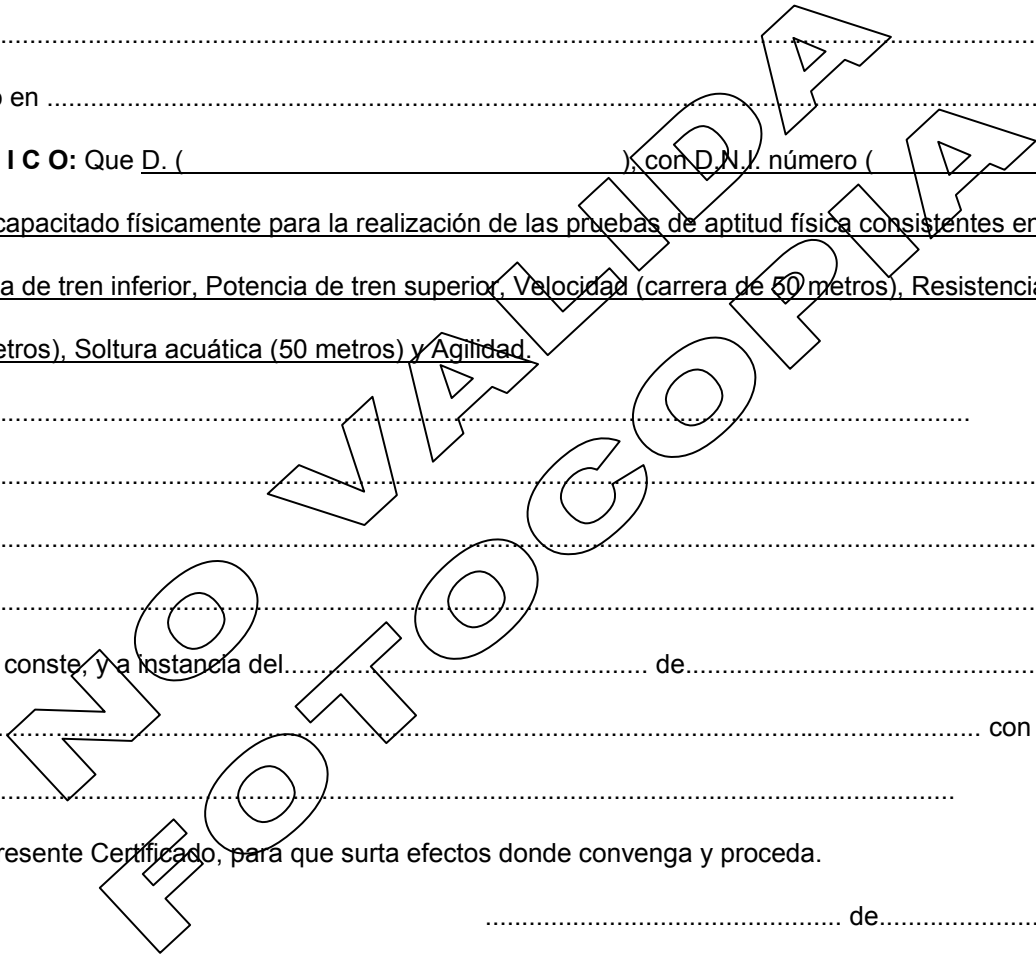 ....................................................................................................................................................
o en ..............................................................................................................................................
I C O: Que D. ( ), con D.N.I. número (
capacitado físicamente para la realización de las pruebas de aptitud física consistentes en
a de tren inferior, Potencia de tren superior, Velocidad (carrera de 50 metros), Resistencia
etros), Soltura acuática (50 metros) y Agilidad.
conste, y a instancia del.................................................. de................................................
.................................................................................................................................... con
resente Certificado, para que surta efectos donde convenga y proceda.
.................................................. de......................
NO VALIDA
FOTOCOPIA